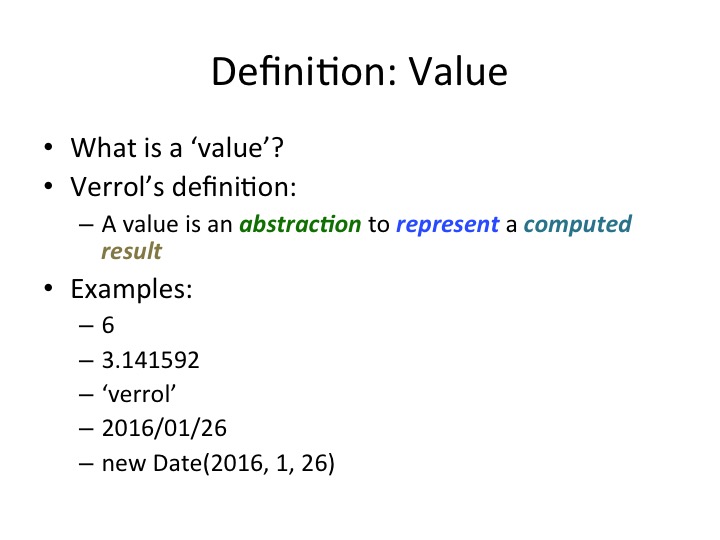 Definition: Value
• What is a ‘value’?
• Verrol’s definition:
– A value is an abstraction to represent a computed
result
• Examples:
– 6
– 3.141592
– ‘verrol’
– 2016/01/26
– new Date(2016, 1, 26)